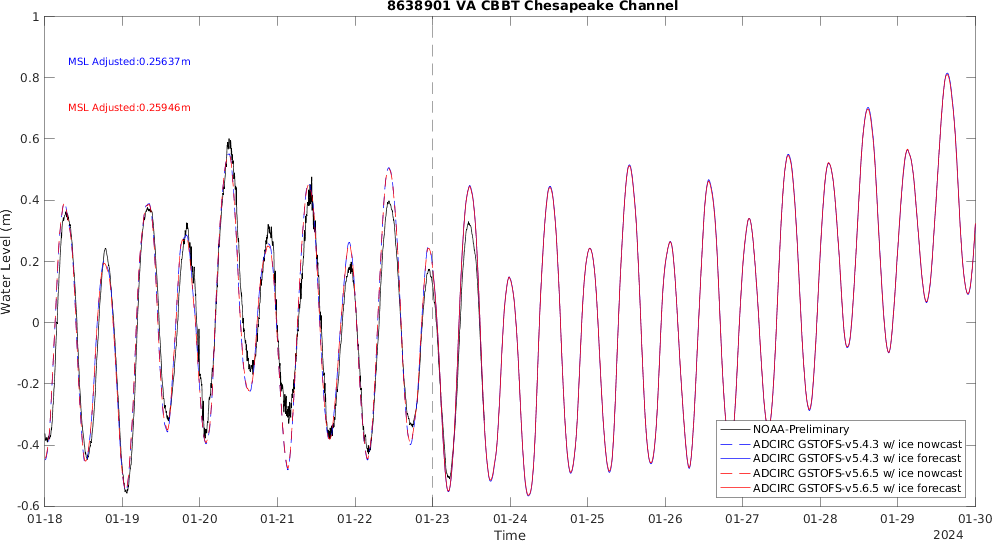 8638901 VA CBBT Chesapeake Channel
1
0.8
0.6
0.4
0.2
0
-0.2
-0.4
-0.6
Water Level (m)
MSL Adjusted:0.25637m
MSL Adjusted:0.25946m
NOAA-Preliminary
ADCIRC GSTOFS-v5.4.3 w/ ice nowcast
ADCIRC GSTOFS-v5.4.3 w/ ice forecast
ADCIRC GSTOFS-v5.6.5 w/ ice nowcast
ADCIRC GSTOFS-v5.6.5 w/ ice forecast
01-18 01-19 01-20 01-21 01-22 01-23 01-24 01-25 01-26 01-27 01-28 01-29 01-30
Time
2024